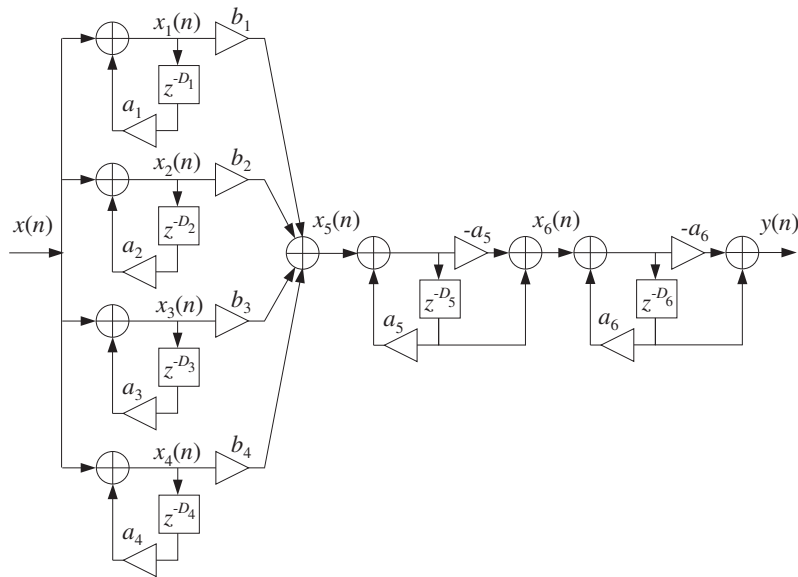 x₁(n) b₁
z^-D₁
a₁
x₂(n) b₂
z^-D₂
a₂
x(n)
x₃(n) b₃
z^-D₃
a₃
x₄(n) b₄
z^-D₄
a₄
x₅(n) -a₅ x₆(n) -a₆ y(n)
z^-D₅ z^-D₆
a₅ a₆